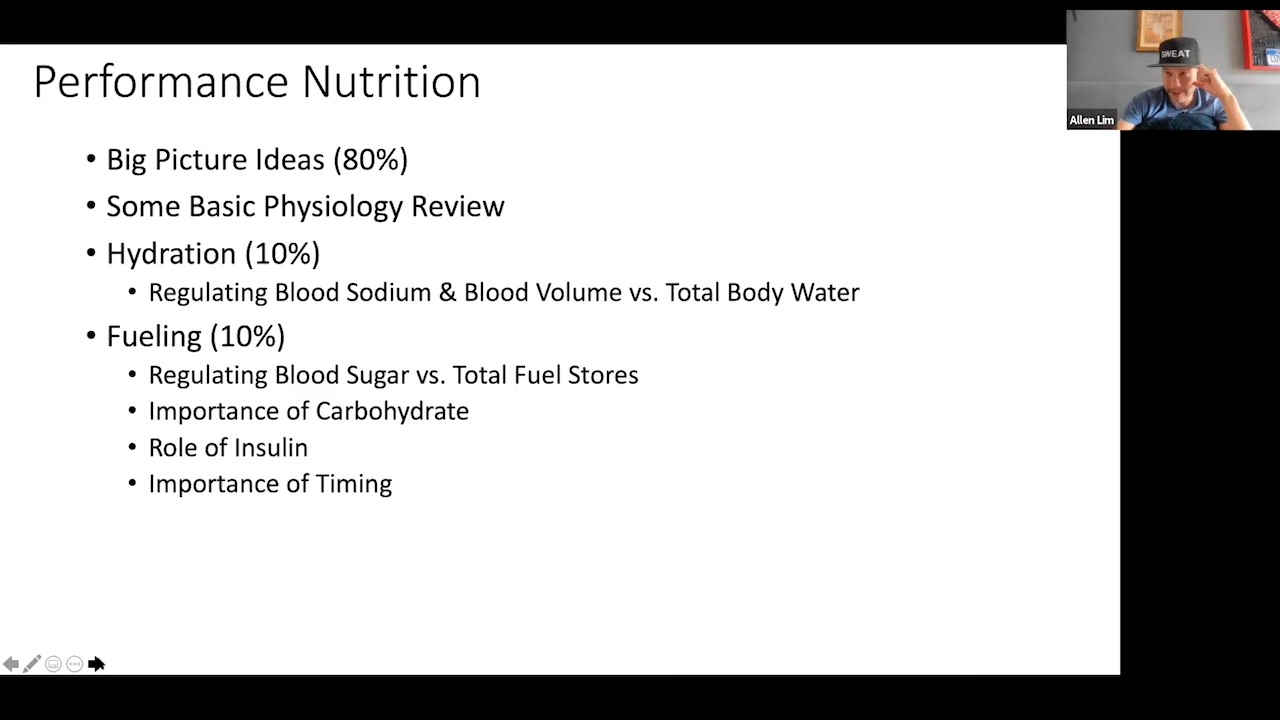 Performance Nutrition
• Big Picture Ideas (80%)
• Some Basic Physiology Review
• Hydration (10%)
• Regulating Blood Sodium & Blood Volume vs. Total Body Water
• Fueling (10%)
• Regulating Blood Sugar vs. Total Fuel Stores
• Importance of Carbohydrate
• Role of Insulin
• Importance of Timing
SWEAT
Allen Lim